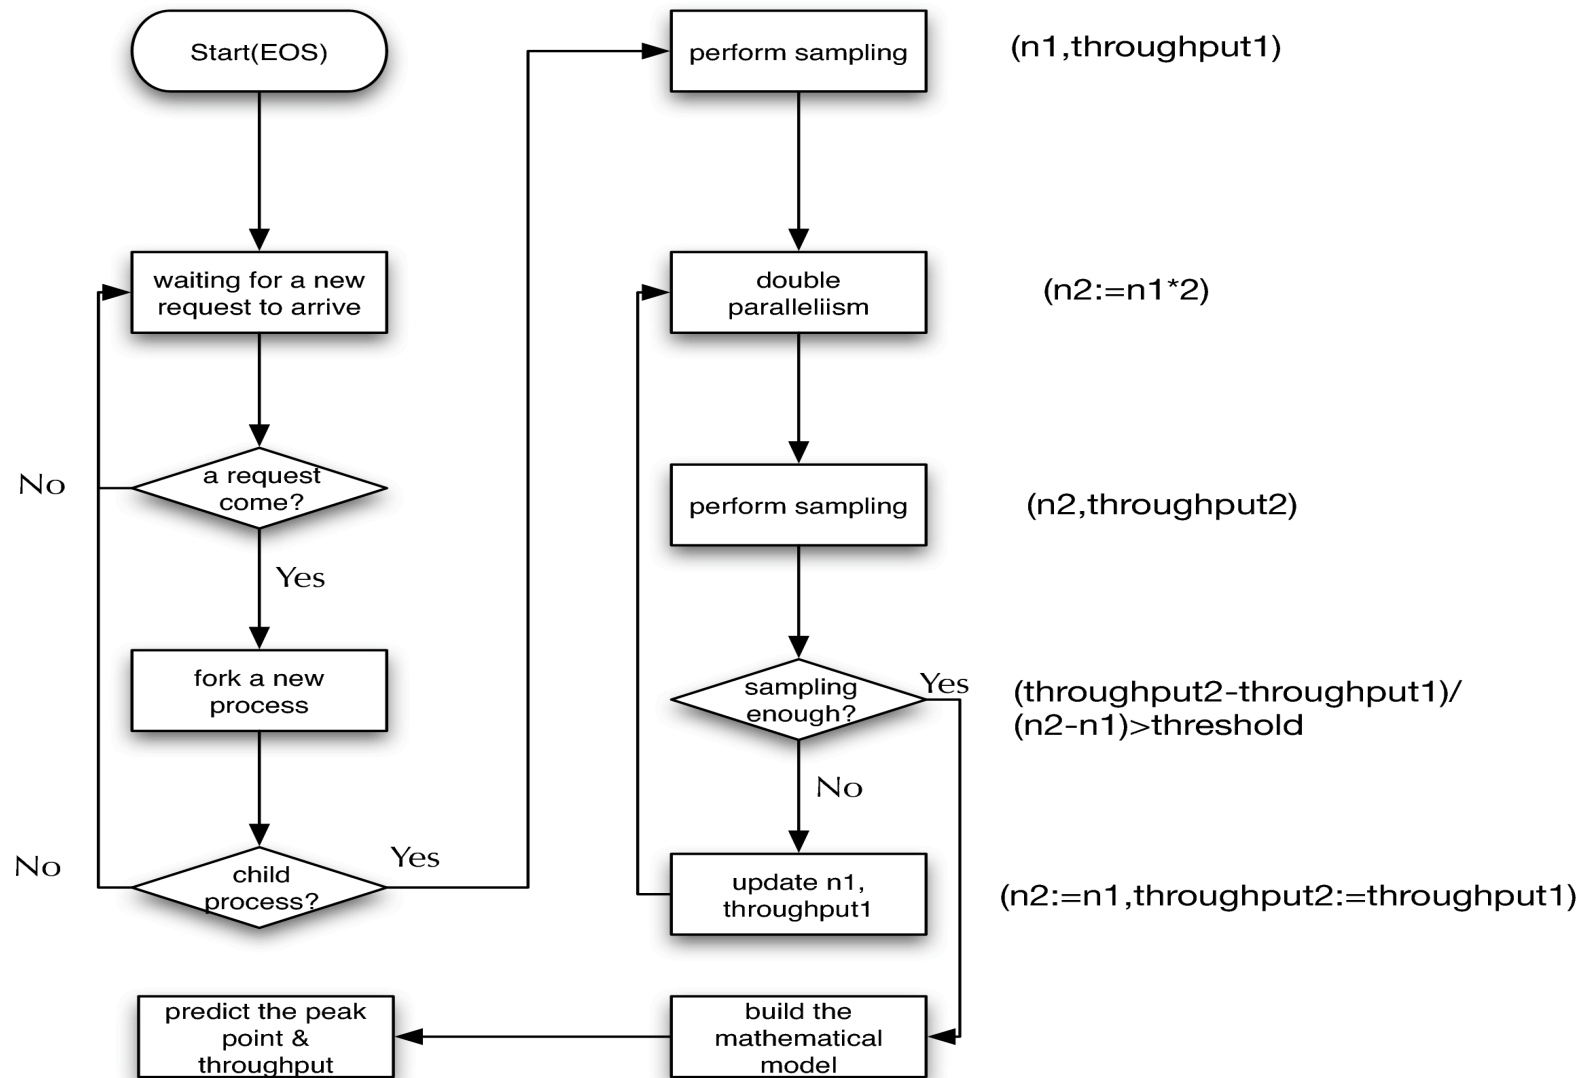 Start(EOS)
waiting for a new
request to arrive
a request
come?
No
Yes
fork a new
process
child
process?
No
Yes
perform sampling
(n1,throughput1)
double
paralleliism
(n2:=n1*2)
perform sampling
(n2,throughput2)
sampling
enough?
Yes
(throughput2-throughput1)/
(n2-n1)>threshold
No
update n1,
throughput1
(n2:=n1,throughput2:=throughput1)
build the
mathematical
model
predict the peak
point &
throughput